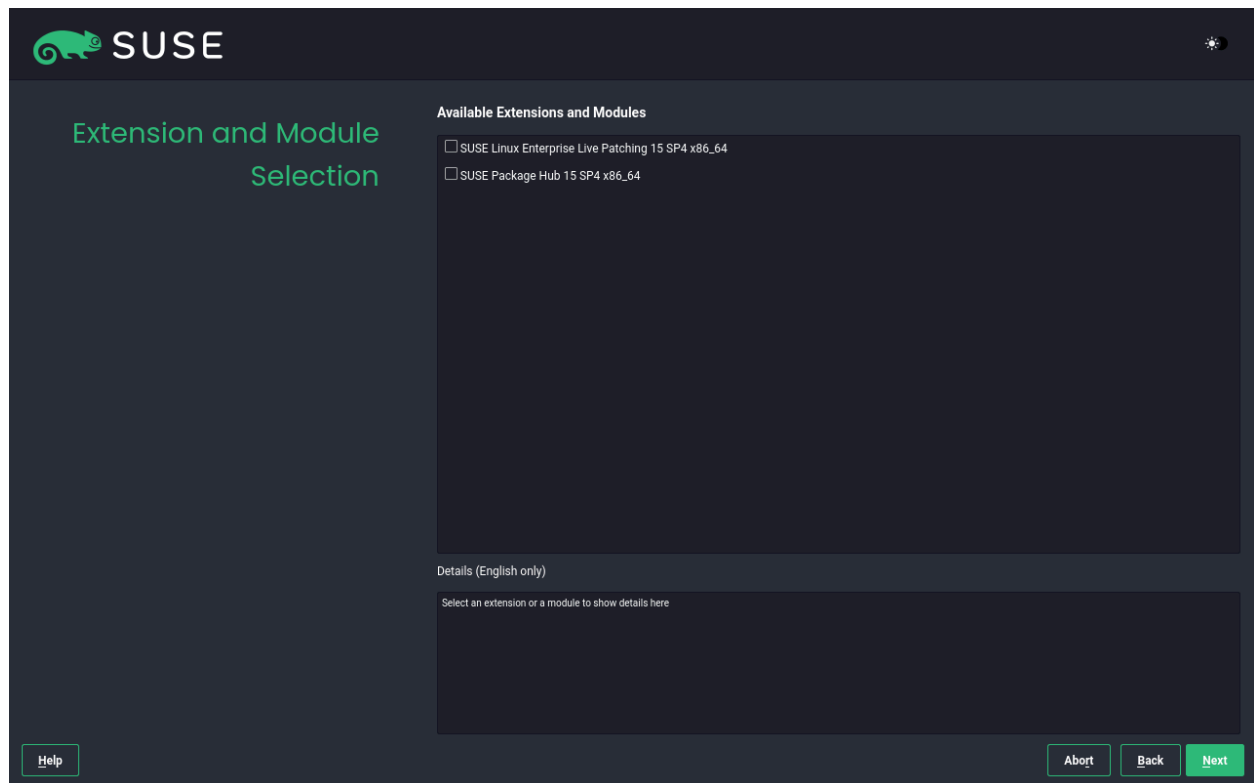 SUSE
Extension and Module
Selection
Available Extensions and Modules
SUSE Linux Enterprise Live Patching 15 SP4 x86_64
SUSE Package Hub 15 SP4 x86_64
Details (English only)
Select an extension or a module to show details here
Help
Abort
Back
Next